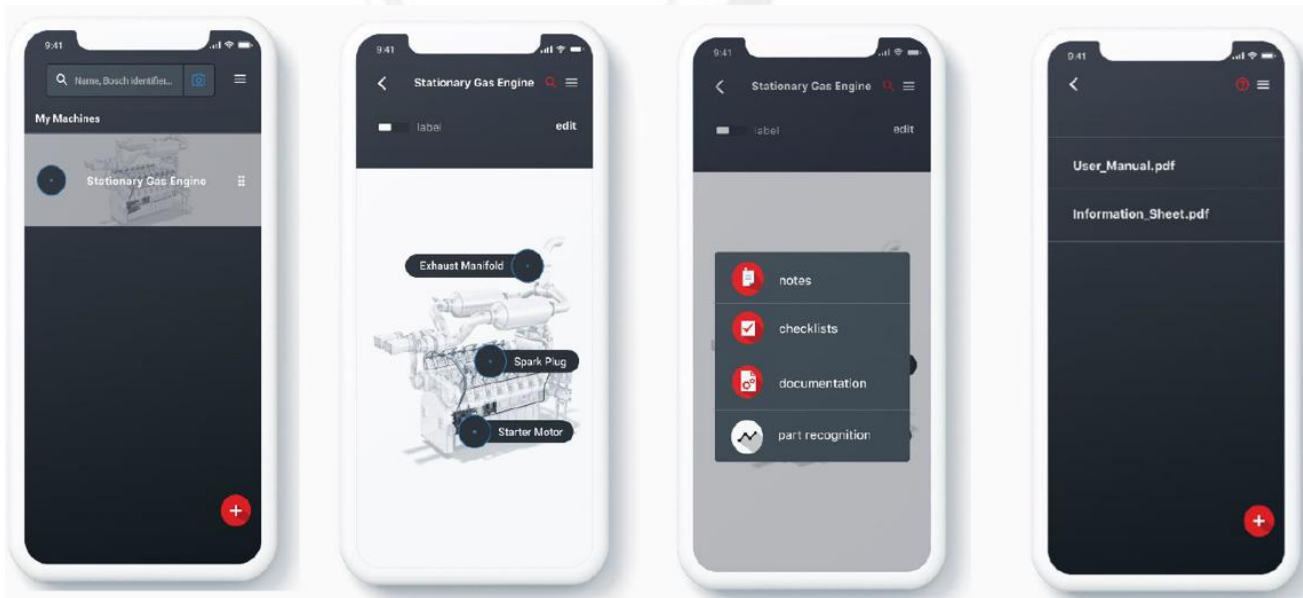 9:41
Name, Bosch identifier...
My Machines
Stationary Gas Engine
9:41
Stationary Gas Engine
label
edit
Exhaust Manifold
Spark Plug
Starter Motor
9:41
Stationary Gas Engine
label
edit
notes
checklists
documentation
part recognition
9:41
User_Manual.pdf
Information_Sheet.pdf